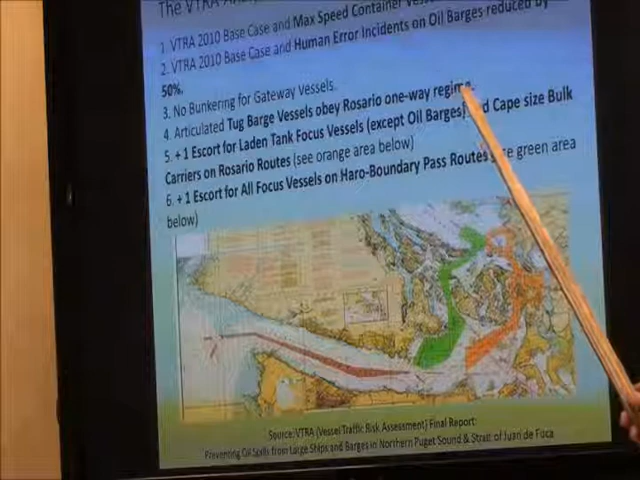 The VTRA
1. VTRA 2010 Base Case and Max Speed Container
2. VTRA 2010 Base Case and Human Error Incidents on Oil Barges reduced by
50%.
3. No Bunkering for Gateway Vessels.
4. Articulated Tug Barge Vessels obey Rosario one-way regime.
5. + 1 Escort for Laden Tank Focus Vessels (except Oil Barges) Cape size Bulk
Carriers on Rosario Routes (see orange area below)
6. + 1 Escort for All Focus Vessels on Haro-Boundary Pass Routes green area
below)
Source: VTRA (Vessel Traffic Risk Assessment) Final Report:
Preventing Oil Spills from Large Ships and Barges in Northern Puget Sound & Strait of Juan de Fuca